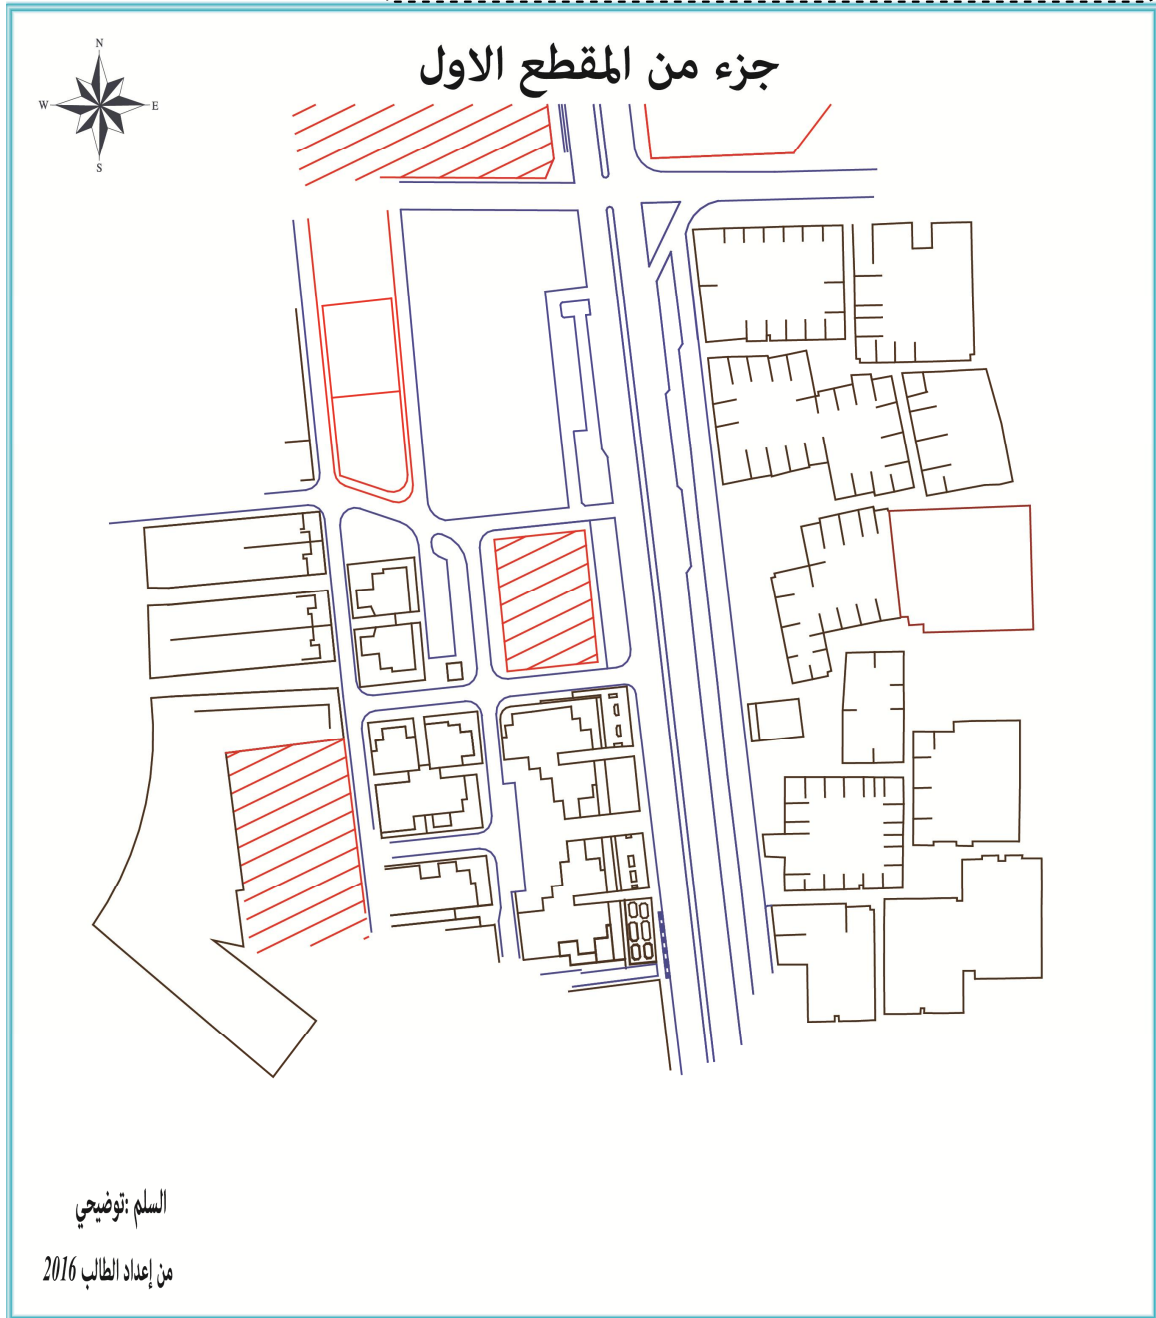 جزء من المقطع الاول
N
W E
S
السلم :توضيحي
من إعداد الطالب 2016